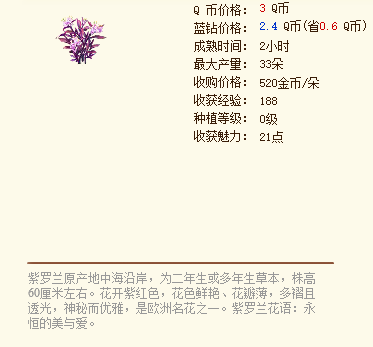 Q 币价格： 3 Q币
蓝钻价格： 2.4 Q币(省0.6 Q币)
成熟时间： 2小时
最大产量： 33朵
收购价格： 520金币/朵
收获经验： 188
种植等级： 0级
收获魅力： 21点
紫罗兰原产地中海沿岸，为二年生或多年生草本，株高
60厘米左右。花开紫红色，花色鲜艳、花瓣薄，多褶且
透光，神秘而优雅，是欧洲名花之一。紫罗兰花语：永
恒的美与爱。